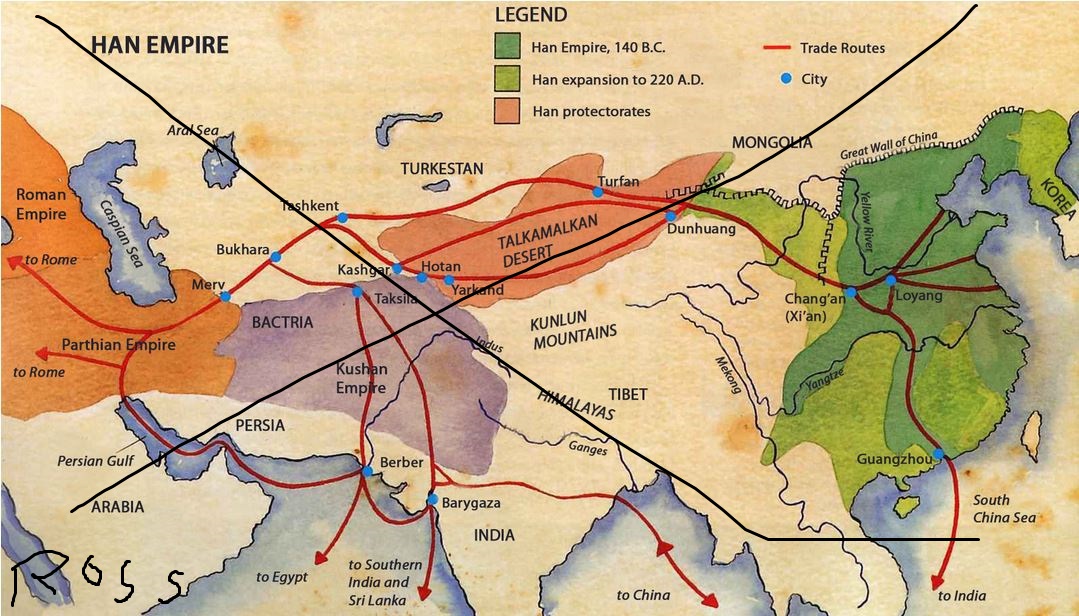 HAN EMPIRE
LEGEND
Han Empire, 140 B.C.
Han expansion to 220 A.D.
Han protectorates
Trade Routes
City
Aral Sea
TURKESTAN
MONGOLIA
Great Wall of China
KOREA
Roman
Empire
Caspian Sea
Turfan
Yellow River
Tashkent
TALKAMALKAN
DESERT
Dunhuang
to Rome
Bukhara
Kashgar
Hotan
Yarkand
Merv
Taksila
Chang'an
(Xi'an)
Loyang
BACTRIA
KUNLUN
MOUNTAINS
Indus
Parthian Empire
to Rome
Kushan
Empire
Mekong
Yangtze
TIBET
HIMALAYAS
PERSIA
Ganges
Persian Gulf
Berber
Guangzhou
ARABIA
Barygaza
South
China Sea
INDIA
to Egypt
to Southern
India and
Sri Lanka
to China
to India
Ross